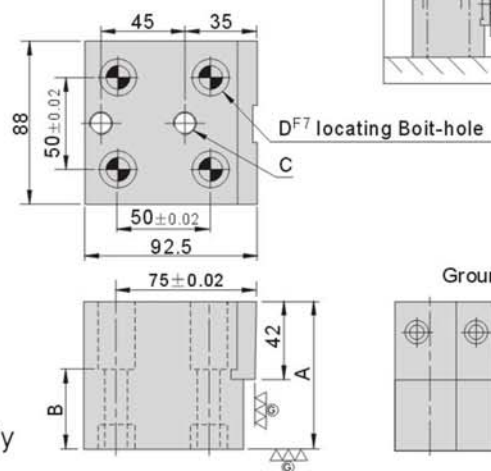 45
35
88
50±0.02
D^F7 locating Boit-hole
C
50±0.02
92.5
75±0.02
Groun
42
A
B
G
G
y